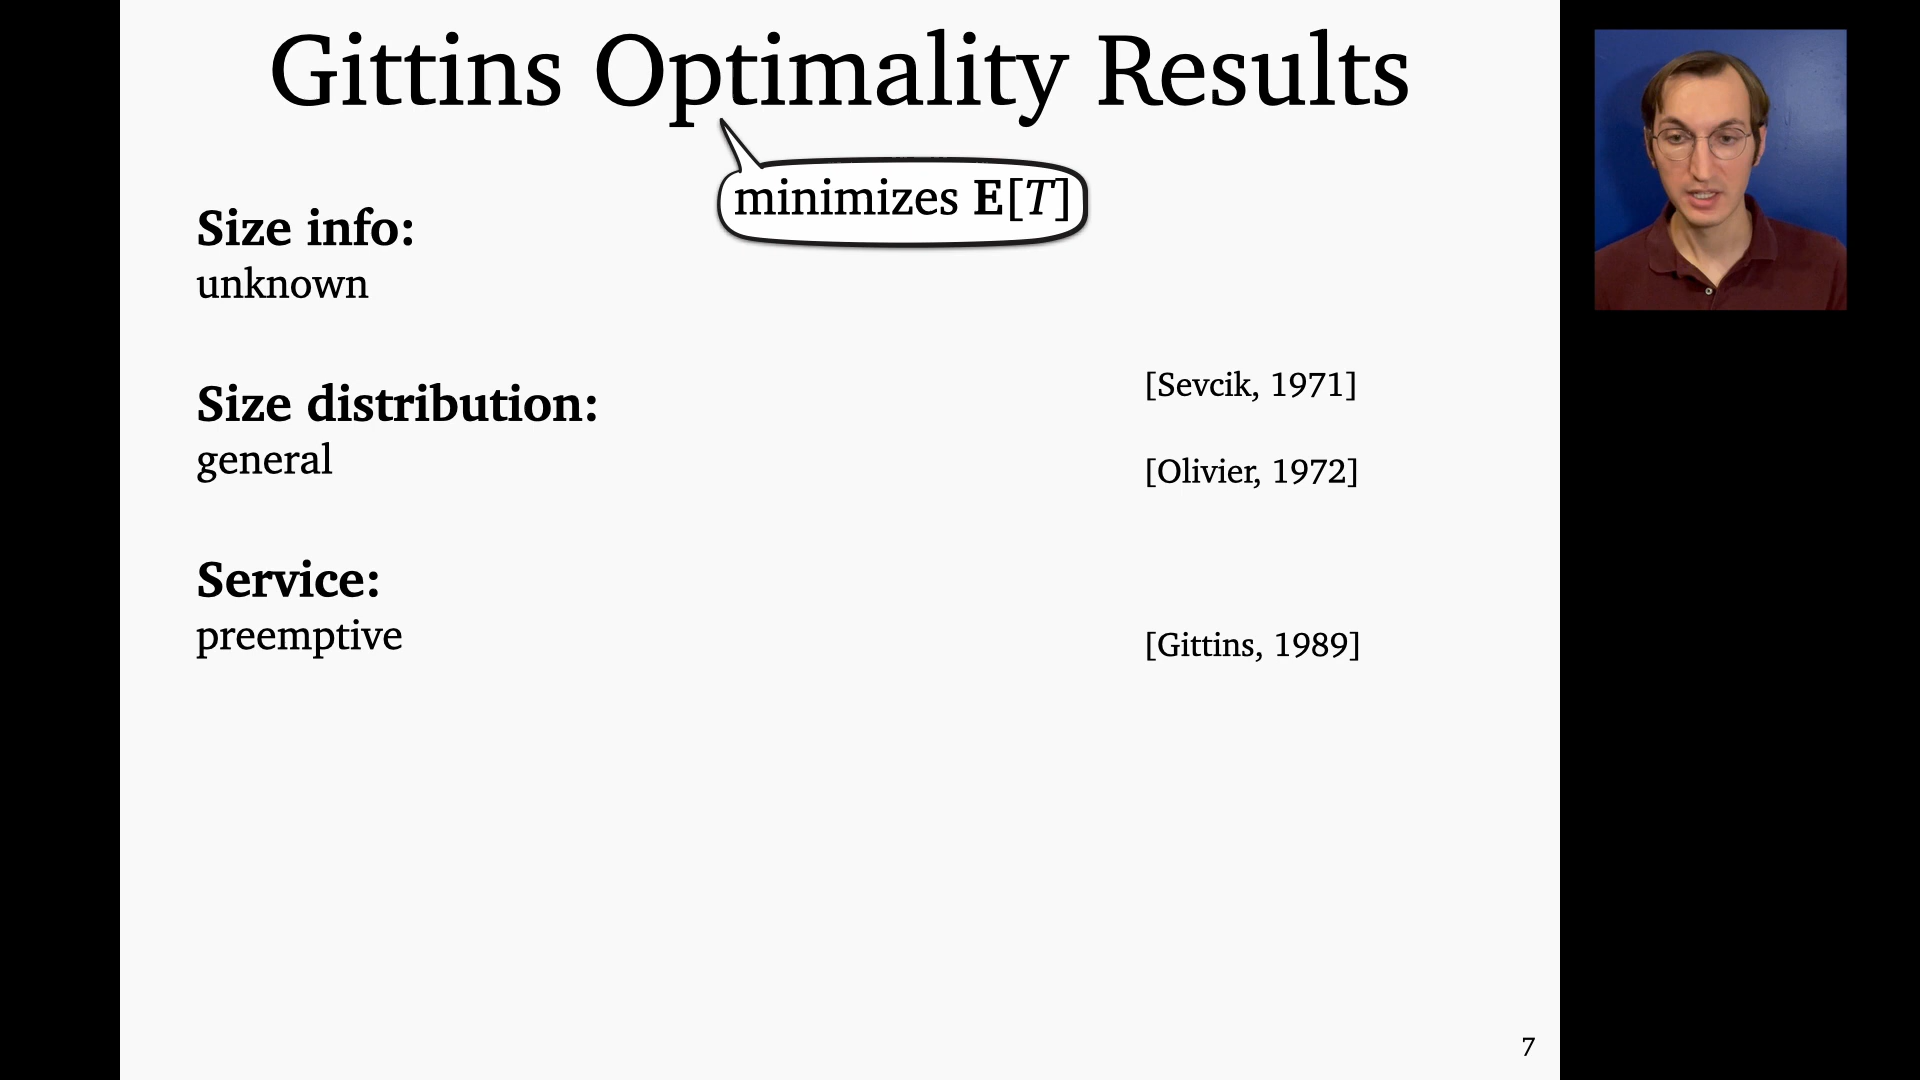 Gittins Optimality Results
minimizes E[T]
Size info:
unknown
Size distribution:
general
Service:
preemptive
[Sevcik, 1971]
[Olivier, 1972]
[Gittins, 1989]
7